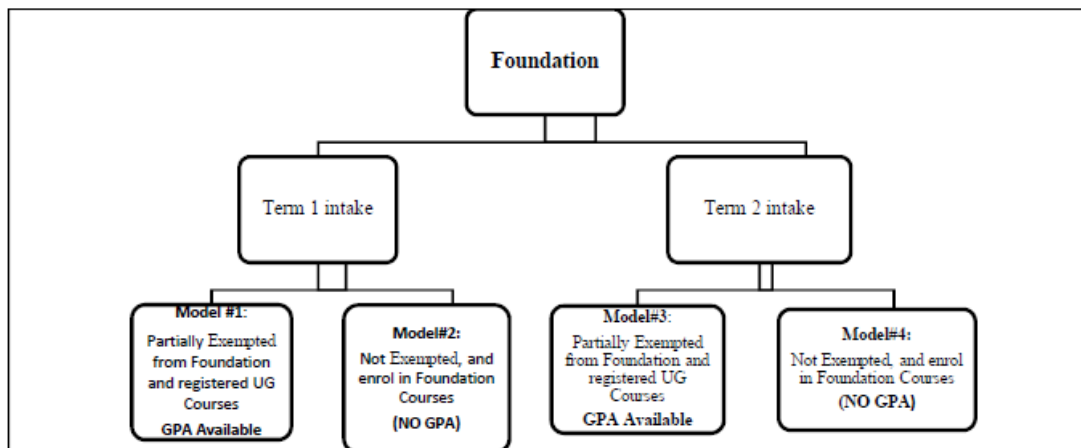 Foundation
Term 1 intake
Term 2 intake
Model #1:
Partially Exempted
from Foundation
and registered UG
Courses
GPA Available
Model#2:
Not Exempted, and
enrol in Foundation
Courses
(NO GPA)
Model#3:
Partially Exempted
from Foundation and
registered UG
Courses
GPA Available
Model#4:
Not Exempted, and enrol
in Foundation Courses
(NO GPA)